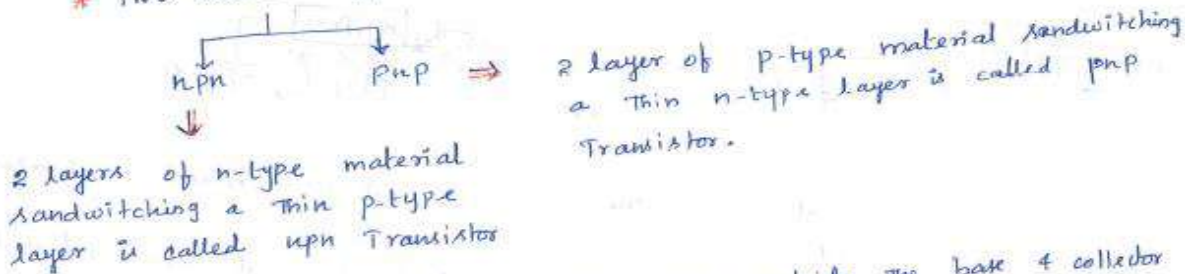 *
npn pnp ⇒
2 layer of p-type material sandwitching
a Thin n-type layer is called pnp
Transistor.
2 layers of n-type material
sandwitching a Thin p-type
layer is called npn Transistor
base & collector